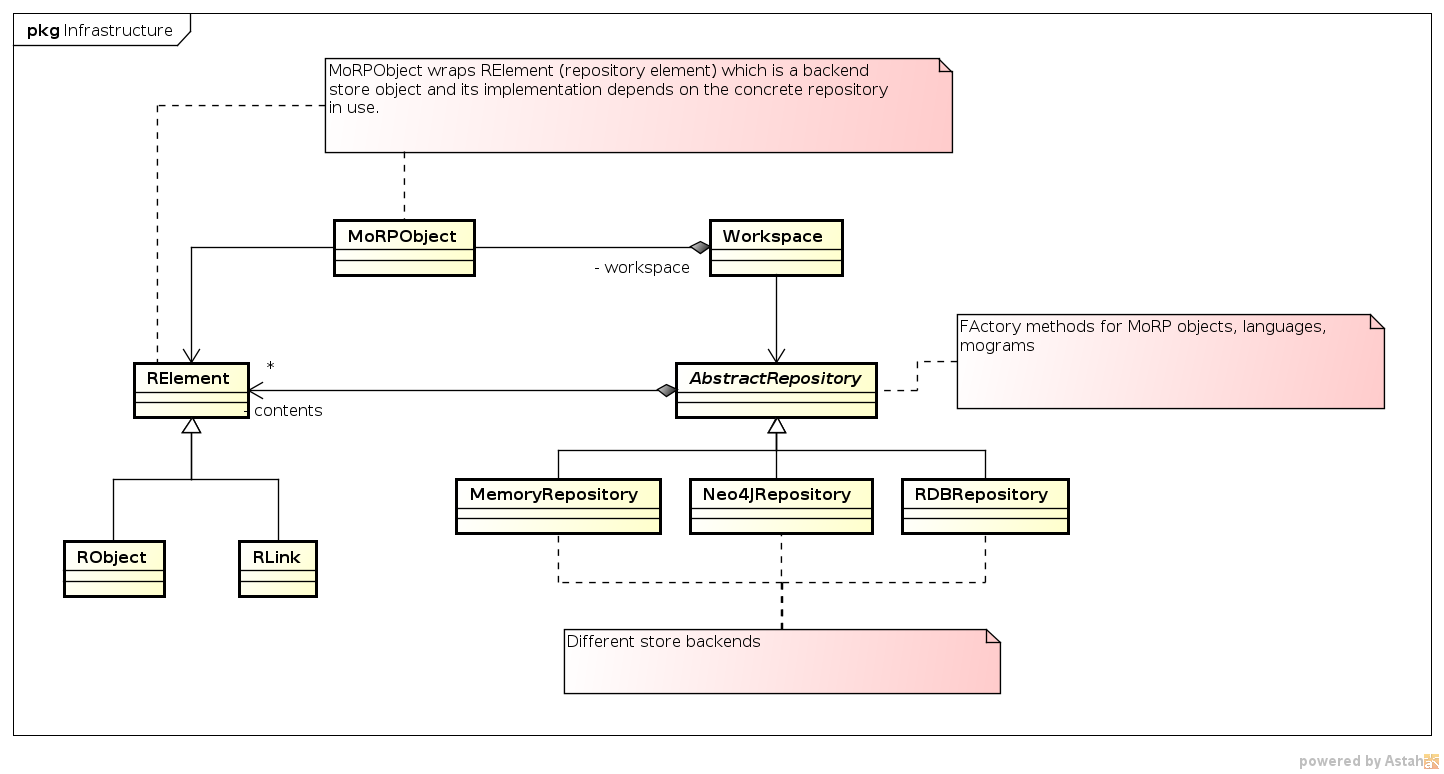 pkg Infrastructure
MoRPObject wraps RElement (repository element) which is a backend
store object and its implementation depends on the concrete repository
in use.
MoRPObject
Workspace
- workspace
FActory methods for MoRP objects, languages,
mograms
RElement
*
- contents
AbstractRepository
MemoryRepository
Neo4JRepository
RDBRepository
RObject
RLink
Different store backends
powered by Astah